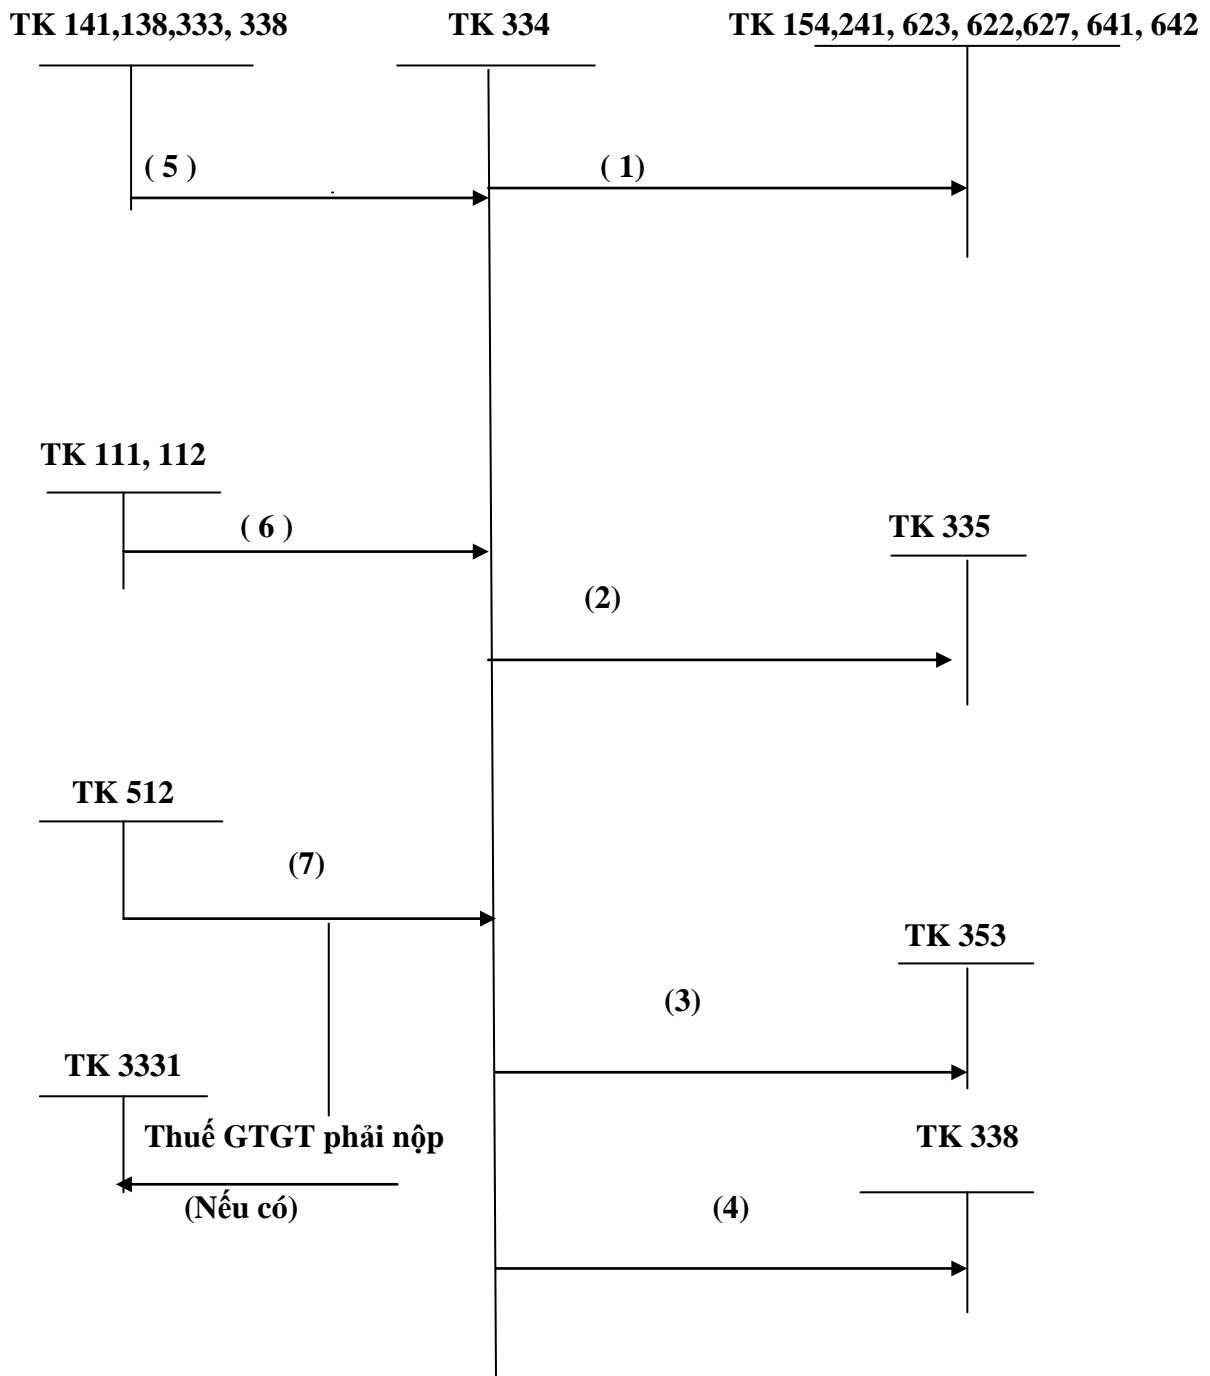 TK 141,138,333, 338
TK 334
TK 154,241, 623, 622,627, 641, 642
( 5 )
( 1)
TK 111, 112
( 6 )
TK 335
(2)
TK 512
(7)
TK 353
(3)
TK 3331
Thuế GTGT phải nộp
TK 338
(Nếu có)
(4)